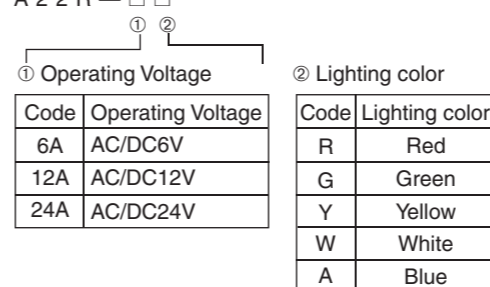 A 2 2 R — □ □
① ②
① Operating Voltage
Code Operating Voltage
6A AC/DC6V
12A AC/DC12V
24A AC/DC24V
② Lighting color
Code Lighting color
R Red
G Green
Y Yellow
W White
A Blue